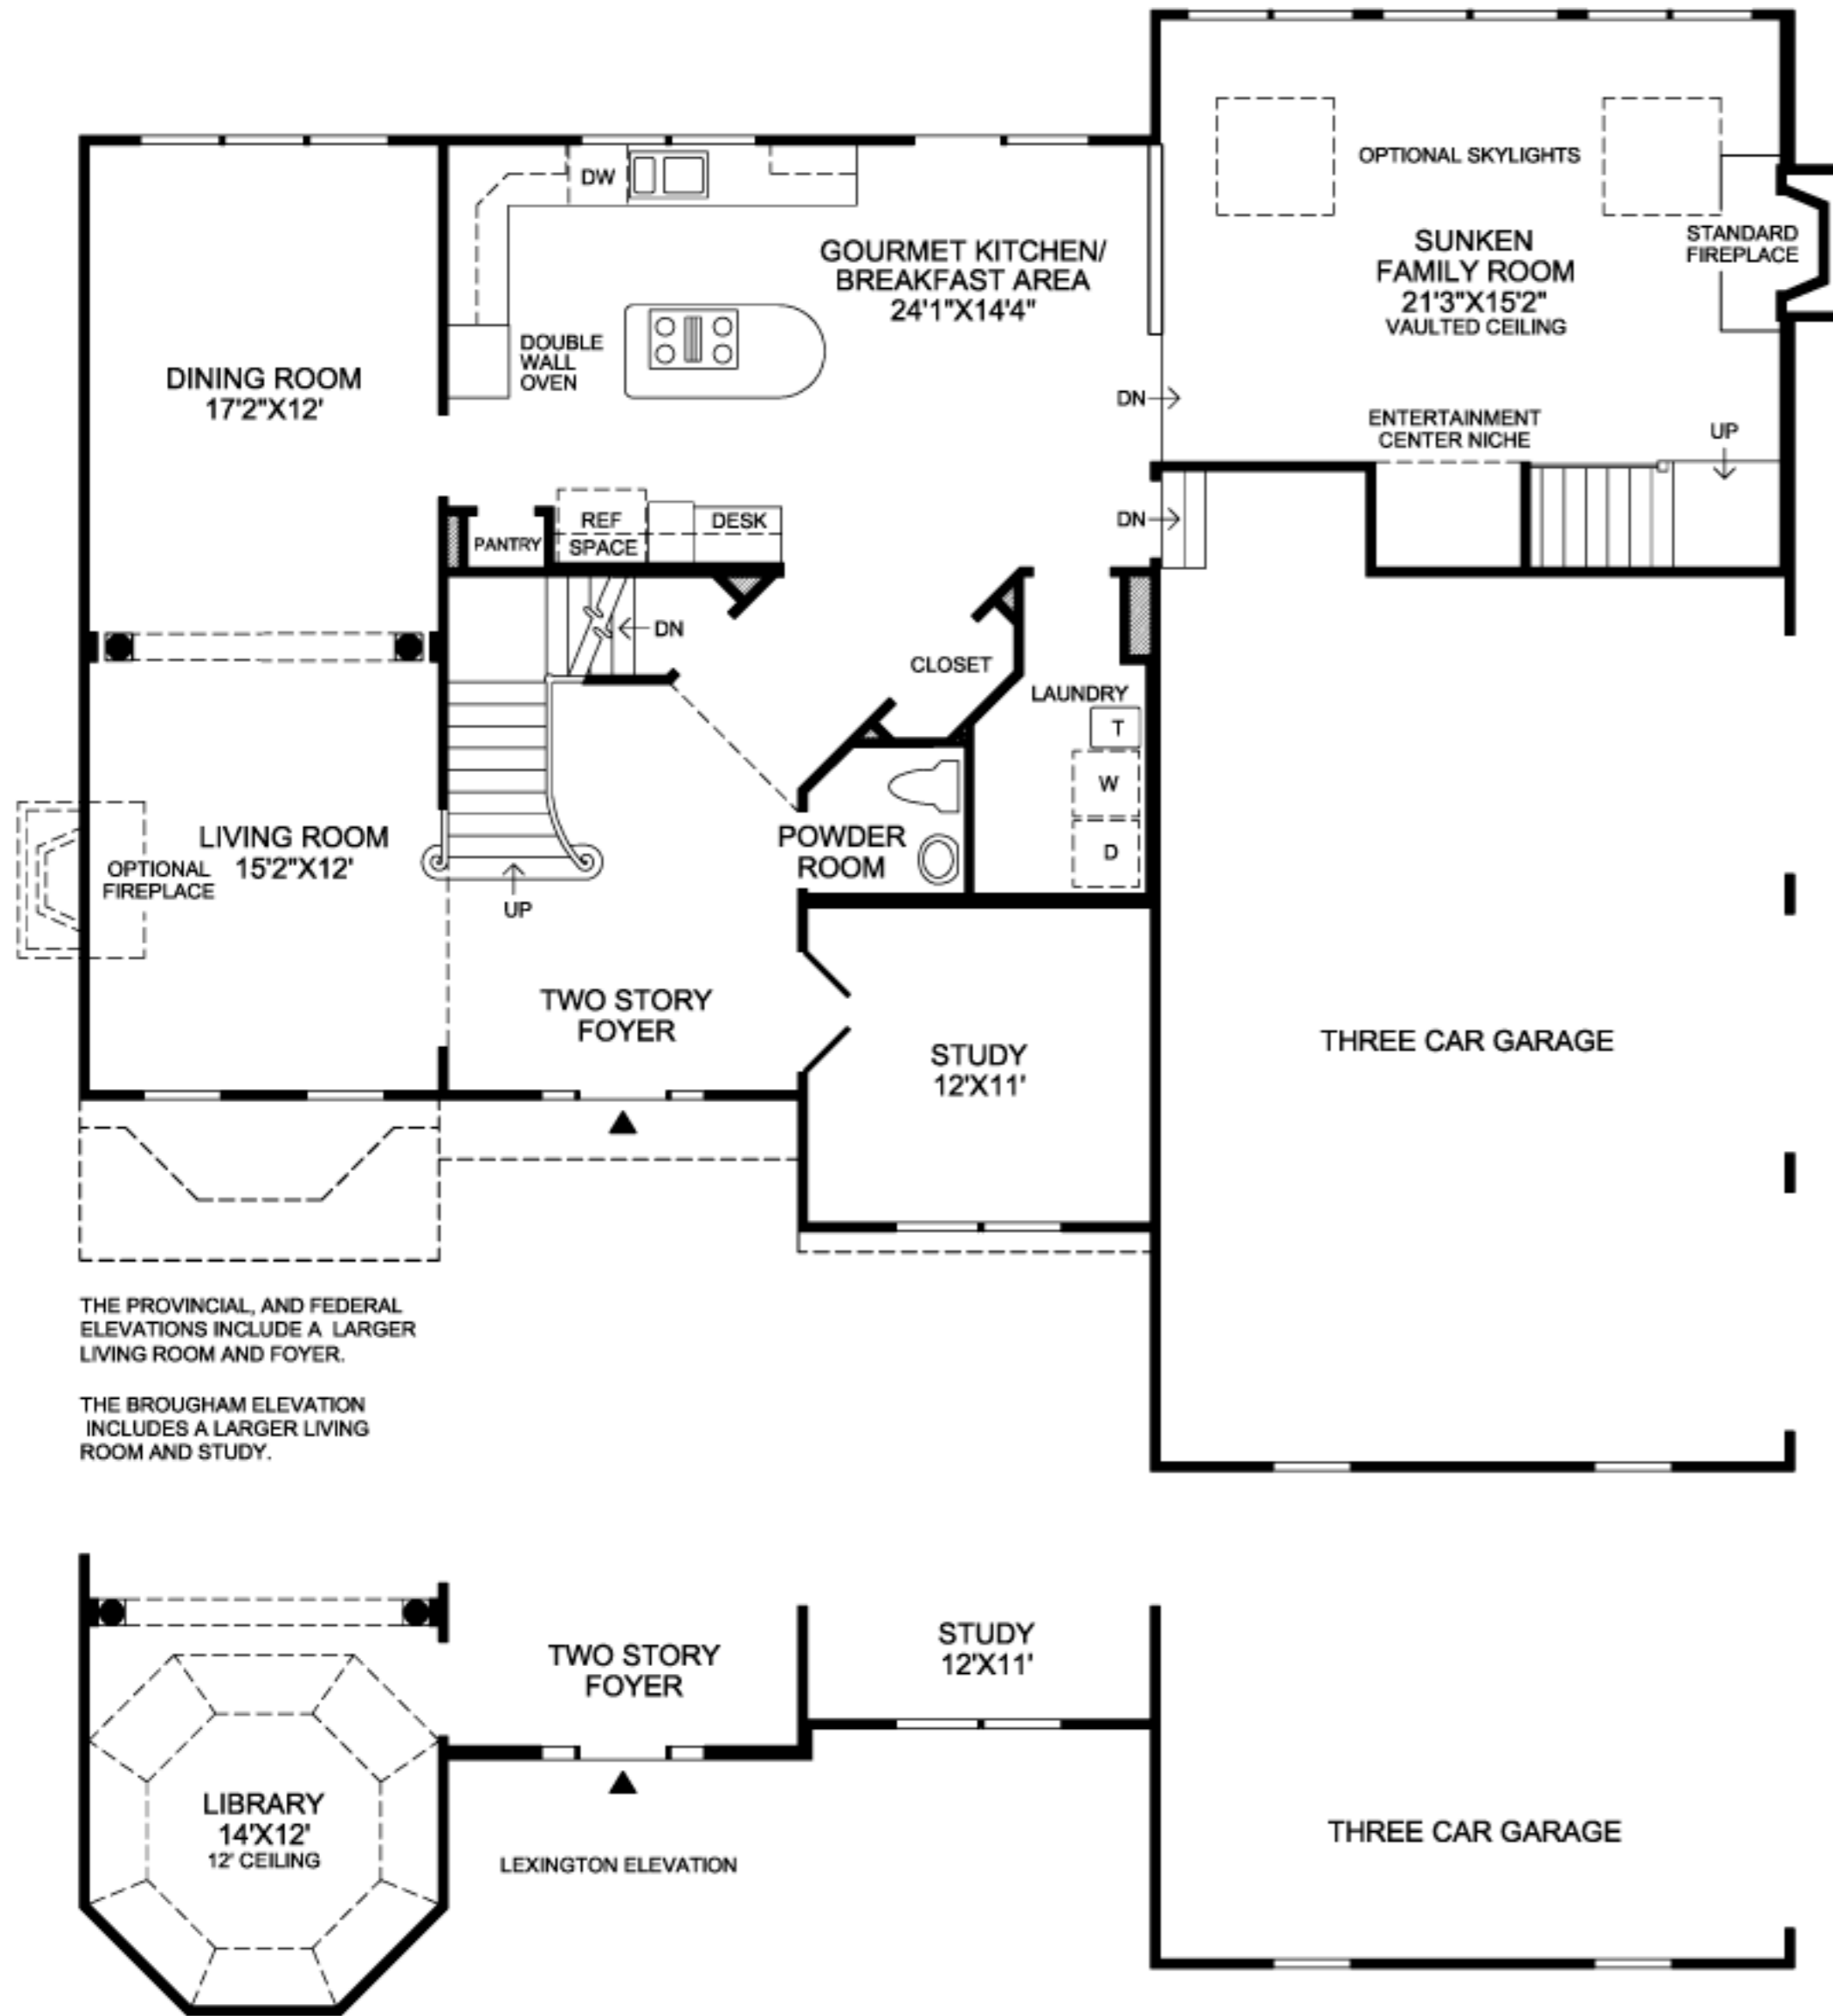 OPTIONAL SKYLIGHTS
SUNKEN
FAMILY ROOM
21'3"X15'2"
VAULTED CEILING
STANDARD
FIREPLACE
DW
GOURMET KITCHEN/
BREAKFAST AREA
24'1"X14'4"
DOUBLE
WALL
OVEN
DINING ROOM
17'2"X12'
DN
ENTERTAINMENT
CENTER NICHE
UP
DN
PANTRY
REF
SPACE
DESK
DN
CLOSET
LAUNDRY
T
W
D
POWDER
ROOM
LIVING ROOM
15'2"X12'
OPTIONAL
FIREPLACE
UP
TWO STORY
FOYER
STUDY
12'X11'
THREE CAR GARAGE
THE PROVINCIAL, AND FEDERAL
ELEVATIONS INCLUDE A LARGER
LIVING ROOM AND FOYER.
THE BROUGHAM ELEVATION
INCLUDES A LARGER LIVING
ROOM AND STUDY.
TWO STORY
FOYER
STUDY
12'X11'
LIBRARY
14'X12'
12' CEILING
LEXINGTON ELEVATION
THREE CAR GARAGE